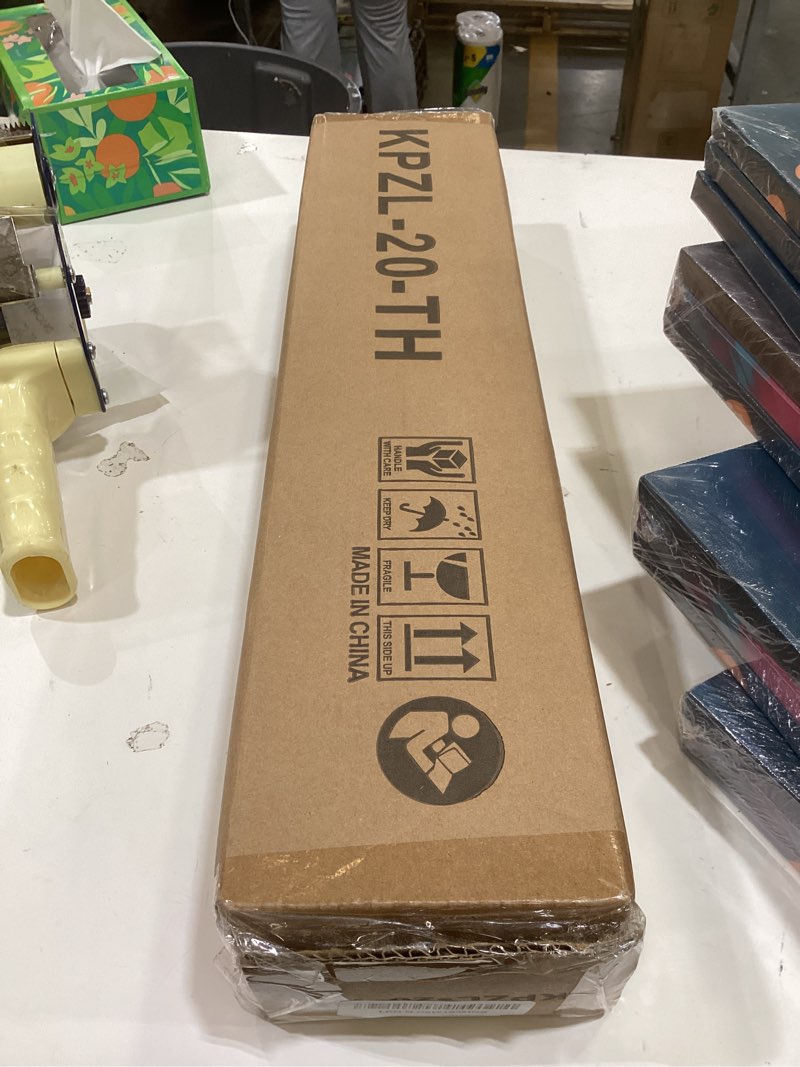 KPZL-20-TH
HANDLE
WITH CARE
KEEP DRY
FRAGILE
THIS SIDE UP
MADE IN CHINA